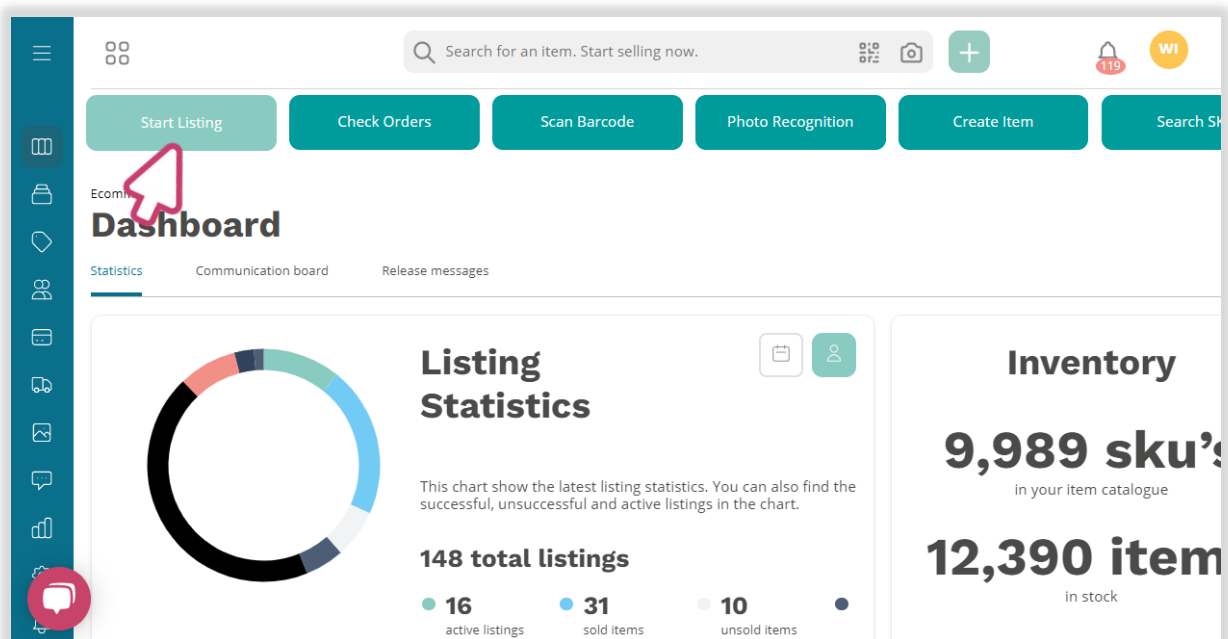 Search for an item. Start selling now.
119
WI
Start Listing
Check Orders
Scan Barcode
Photo Recognition
Create Item
Search
Dashboard
Statistics
Communication board
Release messages
Listing
Statistics
This chart show the latest listing statistics. You can also find the
successful, unsuccessful and active listings in the chart.
148 total listings
16
active listings
31
sold items
10
unsold items
Inventory
9,989 sku's
in your item catalogue
12,390 item
in stock